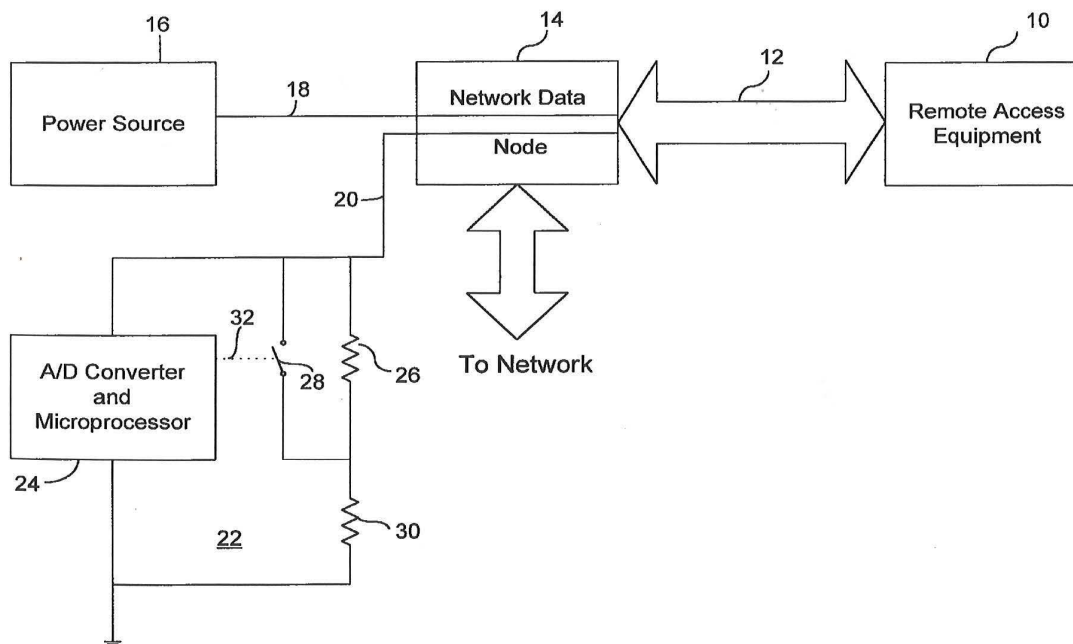 16
14
10
12
18
Power Source
Network Data
Node
Remote Access
Equipment
20
32
28
26
To Network
A/D Converter
and
Microprocessor
24
22
30